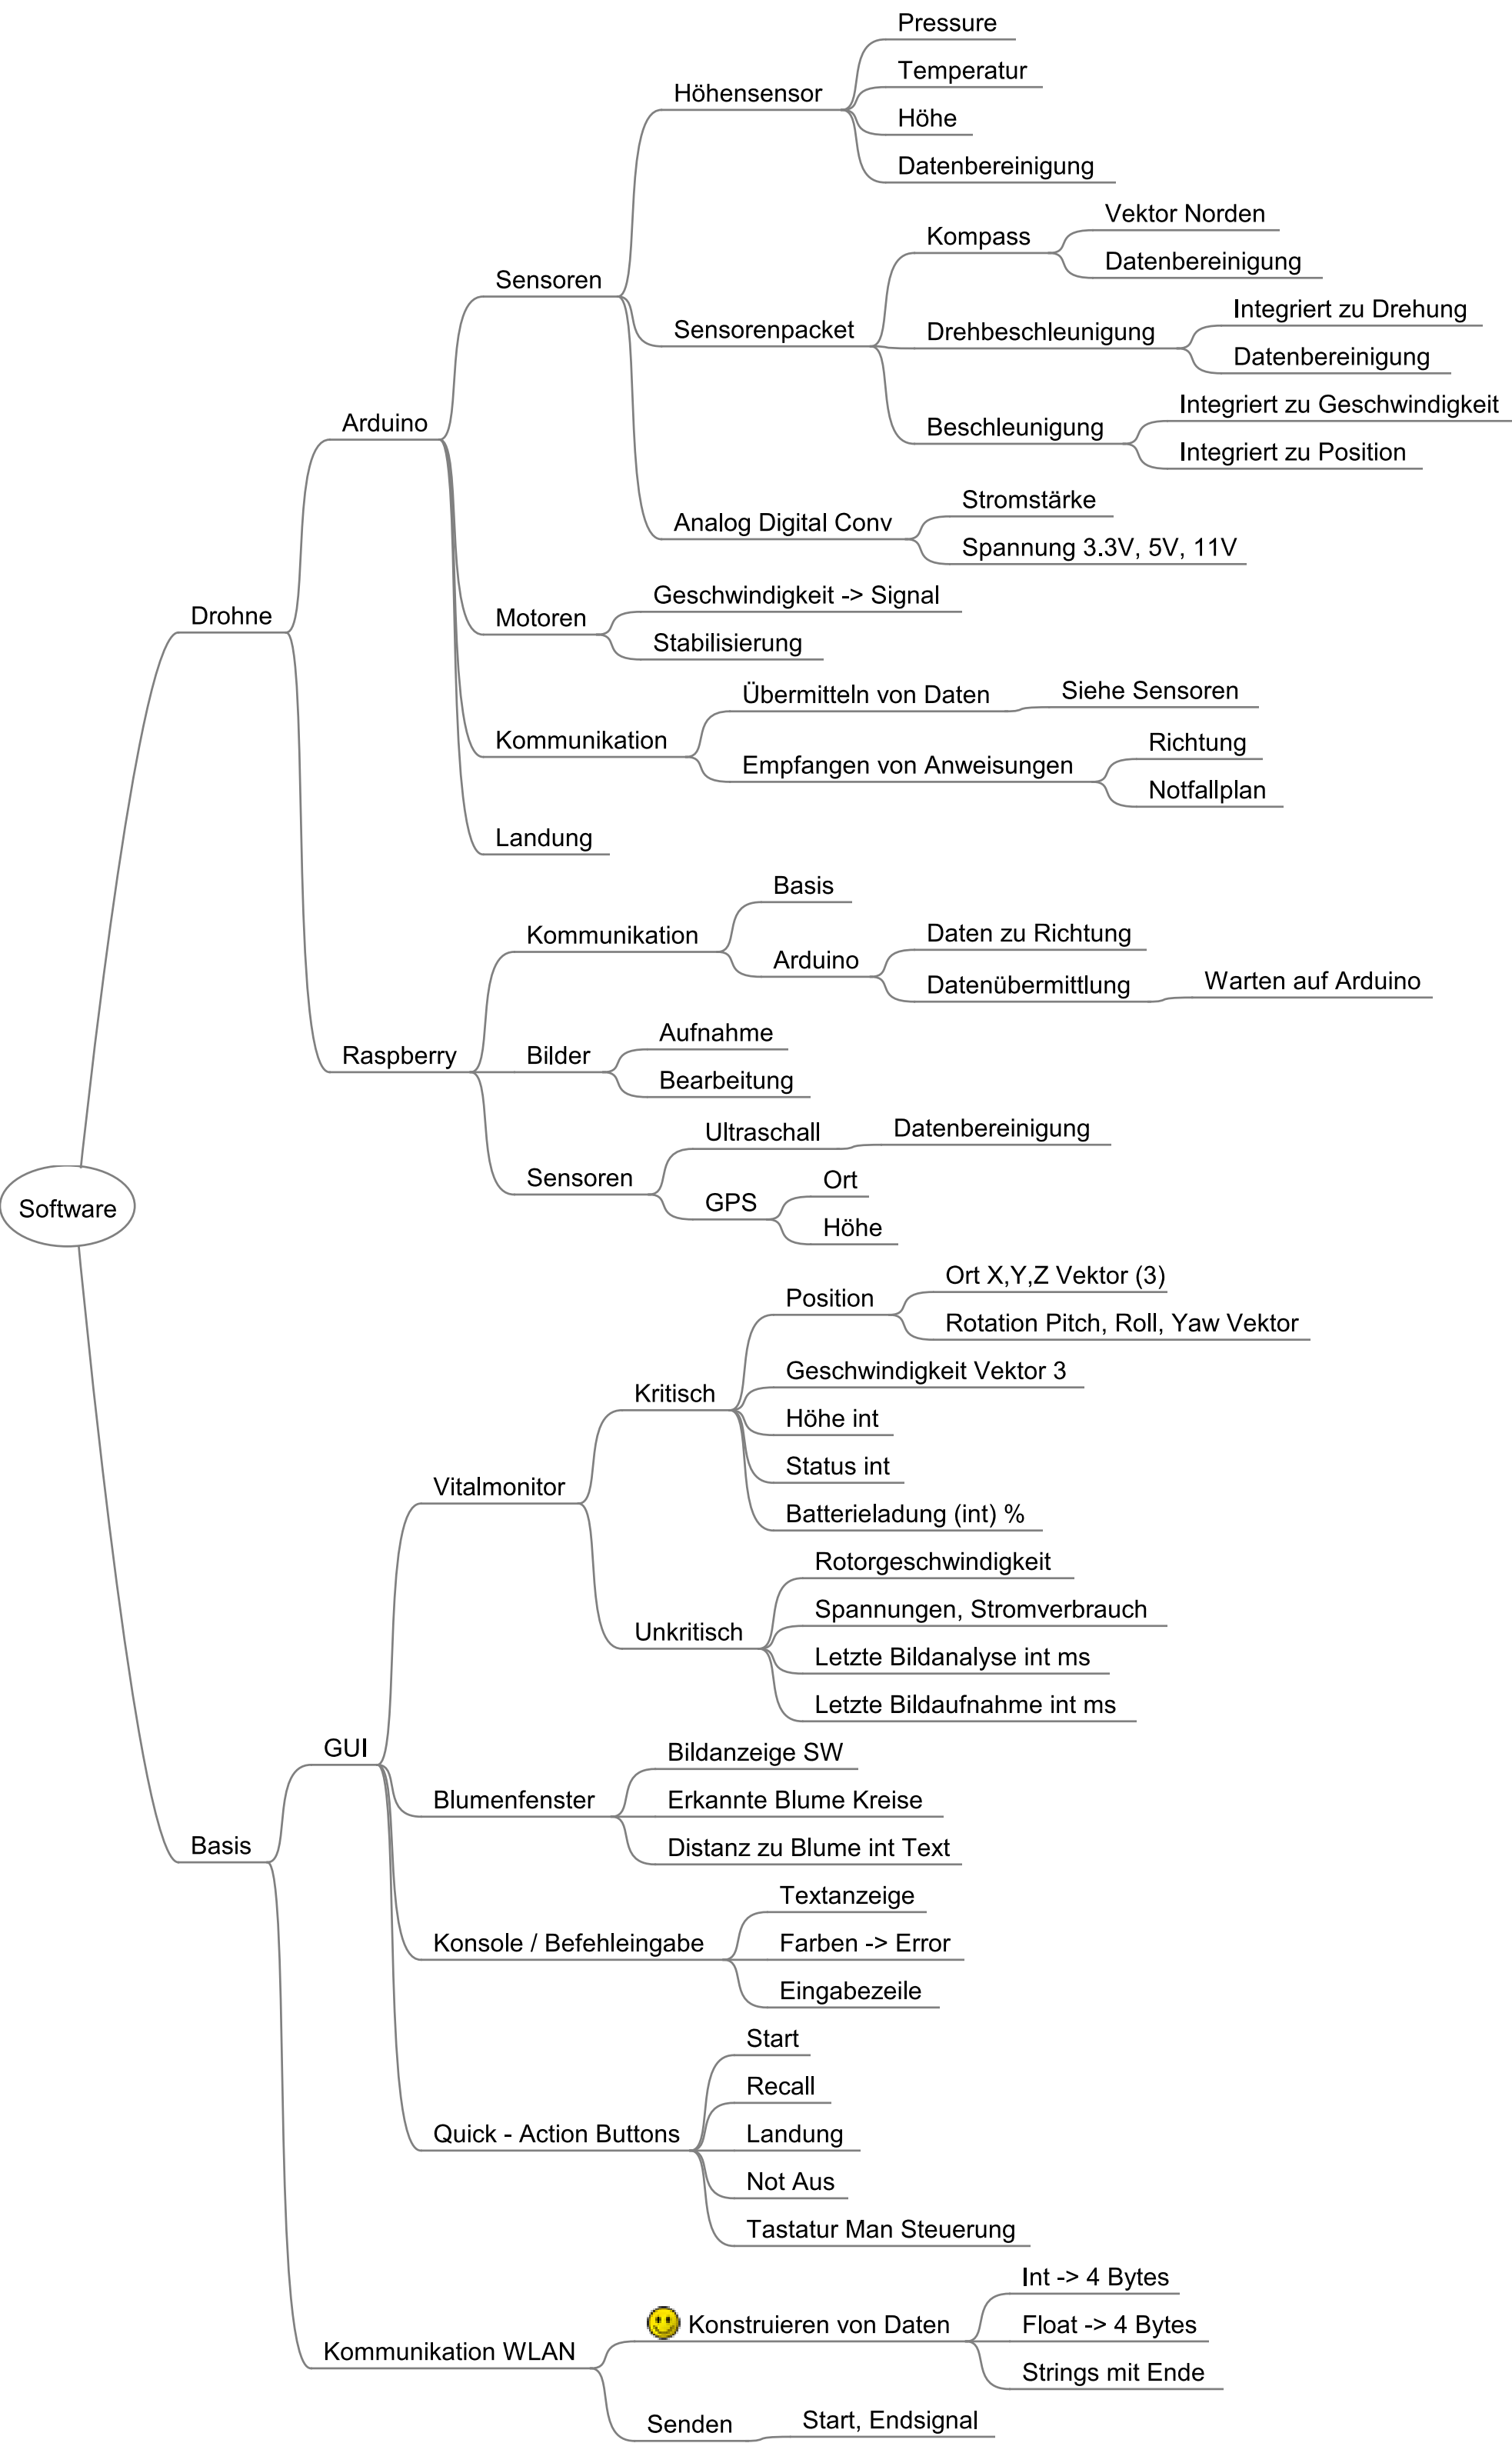 Pressure
Temperatur
Höhensensor
Höhe
Datenbereinigung
Vektor Norden
Kompass
Datenbereinigung
Sensoren
Integriert zu Drehung
Sensorenpacket
Drehbeschleunigung
Datenbereinigung
Integriert zu Geschwindigkeit
Arduino
Beschleunigung
Integriert zu Position
Stromstärke
Analog Digital Conv
Spannung 3.3V, 5V, 11V
Geschwindigkeit -> Signal
Drohne
Motoren
Stabilisierung
Übermitteln von Daten
Siehe Sensoren
Kommunikation
Richtung
Empfangen von Anweisungen
Notfallplan
Landung
Basis
Kommunikation
Daten zu Richtung
Arduino
Datenübermittlung
Warten auf Arduino
Aufnahme
Raspberry
Bilder
Bearbeitung
Ultraschall
Datenbereinigung
Sensoren
Ort
GPS
Höhe
Software
Ort X,Y,Z Vektor (3)
Position
Rotation Pitch, Roll, Yaw Vektor
Geschwindigkeit Vektor 3
Kritisch
Höhe int
Status int
Vitalmonitor
Batterieladung (int) %
Rotorgeschwindigkeit
Spannungen, Stromverbrauch
Unkritisch
Letzte Bildanalyse int ms
Letzte Bildaufnahme int ms
GUI
Bildanzeige SW
Blumenfenster
Erkannte Blume Kreise
Distanz zu Blume int Text
Basis
Textanzeige
Konsole / Befehleingabe
Farben -> Error
Eingabezeile
Start
Recall
Quick - Action Buttons
Landung
Not Aus
Tastatur Man Steuerung
Int -> 4 Bytes
Konstruieren von Daten
Float -> 4 Bytes
Kommunikation WLAN
Strings mit Ende
Senden
Start, Endsignal